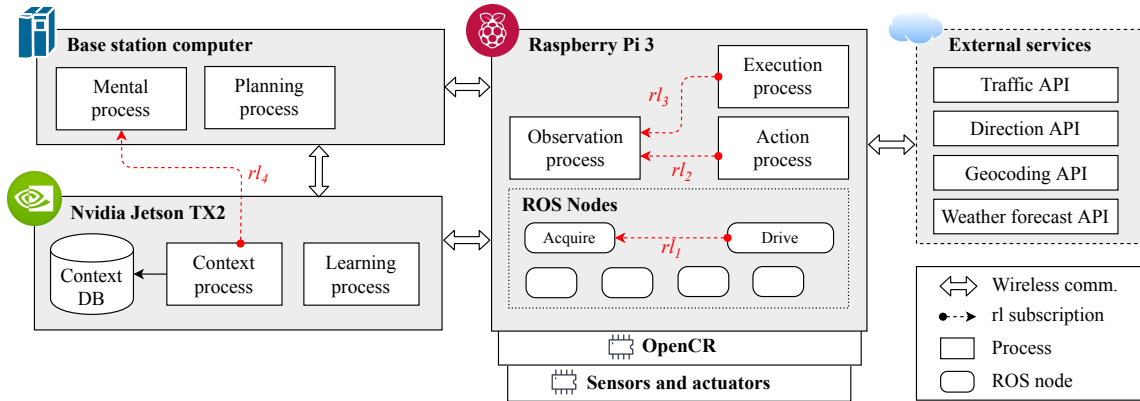 Base station computer
Mental
process
Planning
process
rl4
Nvidia Jetson TX2
Context
DB
Context
process
Learning
process
Raspberry Pi 3
Execution
process
rl3
Observation
process
Action
process
rl2
ROS Nodes
Acquire
rl1
Drive
OpenCR
Sensors and actuators
External services
Traffic API
Direction API
Geocoding API
Weather forecast API
Wireless comm.
rl subscription
Process
ROS node